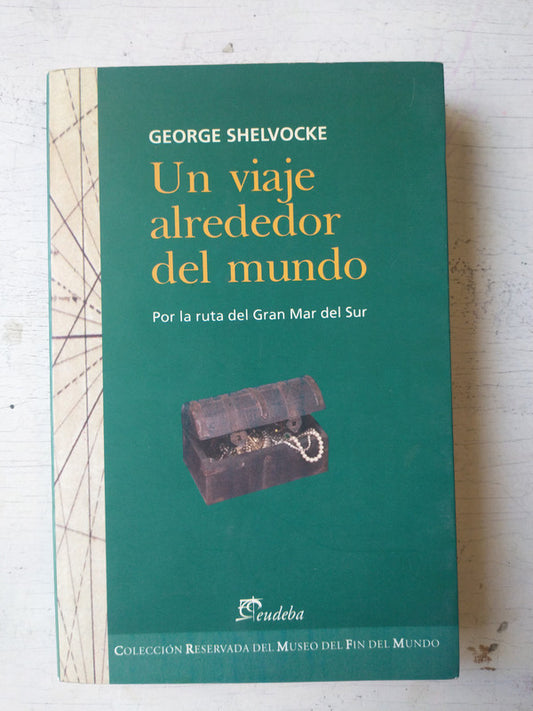 GEORGE SHELVOCKE
Un viaje
alrededor
del mundo
Por la ruta del Gran Mar del Sur
eudeba
COLECCIÓN RESERVADA DEL MUSEO DEL FIN DEL MUNDO